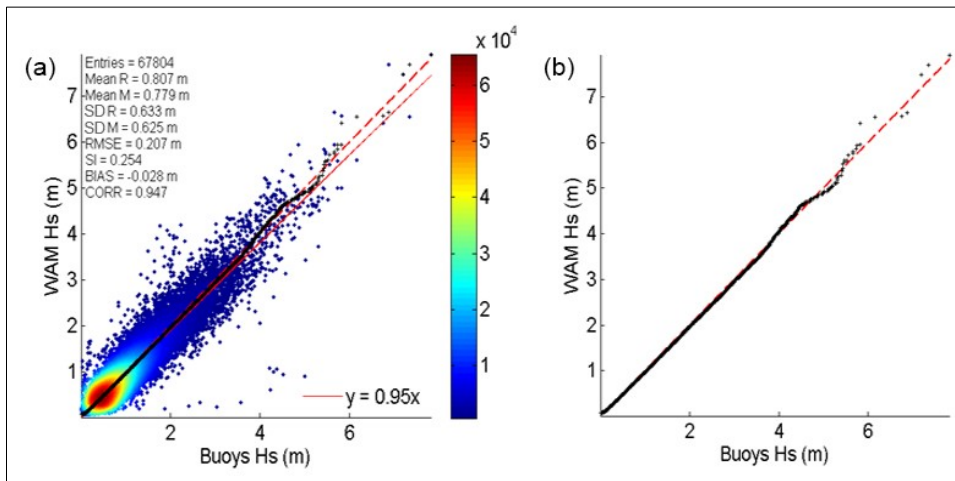 (a)
Entries = 67804
Mean R = 0.807 m
Mean M = 0.779 m
SD R = 0.633 m
SD M = 0.625 m
RMSE = 0.207 m
SI = 0.254
BIAS = -0.028 m
CORR = 0.947
WAM Hs (m)
7
6
5
4
3
2
1
2
4
6
Buoys Hs (m)
y = 0.95x
x 10⁴
6
5
4
3
2
1
(b)
WAM Hs (m)
7
6
5
4
3
2
1
2
4
6
Buoys Hs (m)